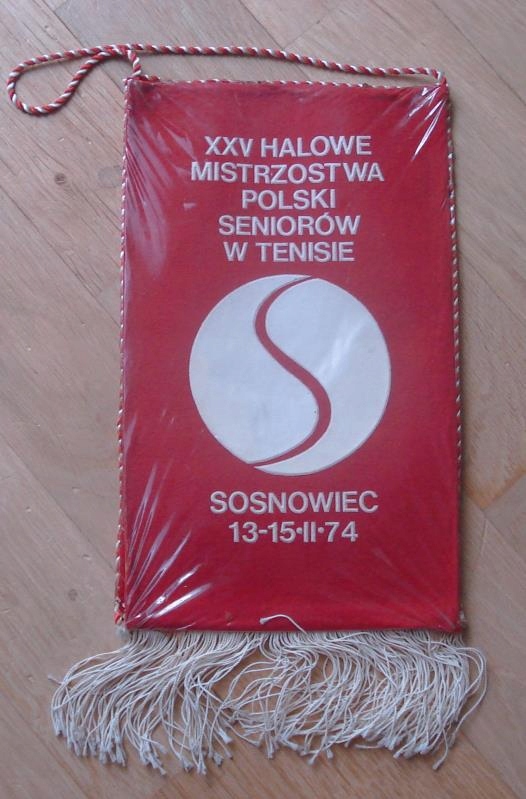 XXV HALOWE
MISTRZOSTWA
POLSKI
SENIORÓW
W TENISIE
SOSNOWIEC
13-15•II•74